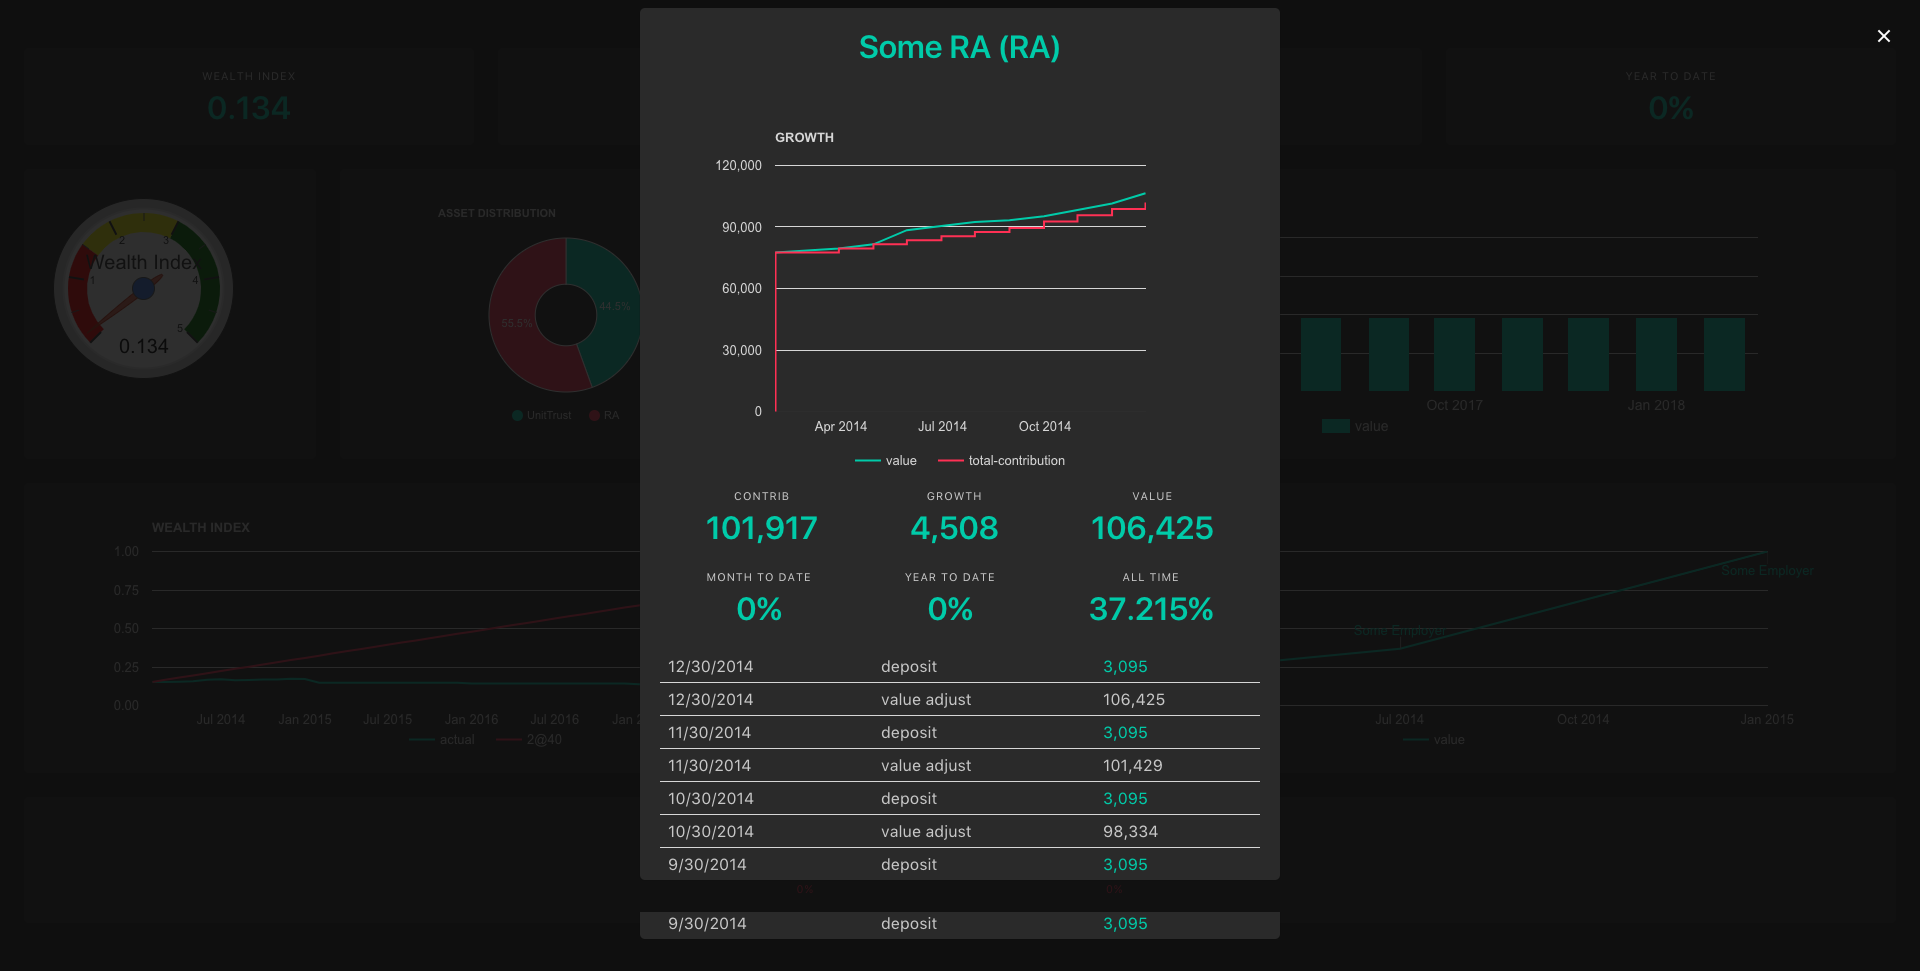 Some RA (RA)
WEALTH INDEX
0.134
YEAR TO DATE
0%
GROWTH
120,000
90,000
60,000
30,000
0
Apr 2014 Jul 2014 Oct 2014
value total-contribution
CONTRIB GROWTH VALUE
101,917 4,508 106,425
MONTH TO DATE YEAR TO DATE ALL TIME
0% 0% 37.215%
12/30/2014 deposit 3,095
12/30/2014 value adjust 106,425
11/30/2014 deposit 3,095
11/30/2014 value adjust 101,429
10/30/2014 deposit 3,095
10/30/2014 value adjust 98,334
9/30/2014 deposit 3,095
9/30/2014 deposit 3,095
Wealth Index
1 2 3 4 5
0.134
ASSET DISTRIBUTION
44.5%
55.5%
UnitTrust RA
Oct 2017 Jan 2018
value
WEALTH INDEX
1.00
0.75
0.50
0.25
0.00
Jul 2014 Jan 2015 Jul 2015 Jan 2016 Jul 2016 Jan
actual 2@40
Some Employer
Some Employer
Jul 2014 Oct 2014 Jan 2015
value
0% 0%